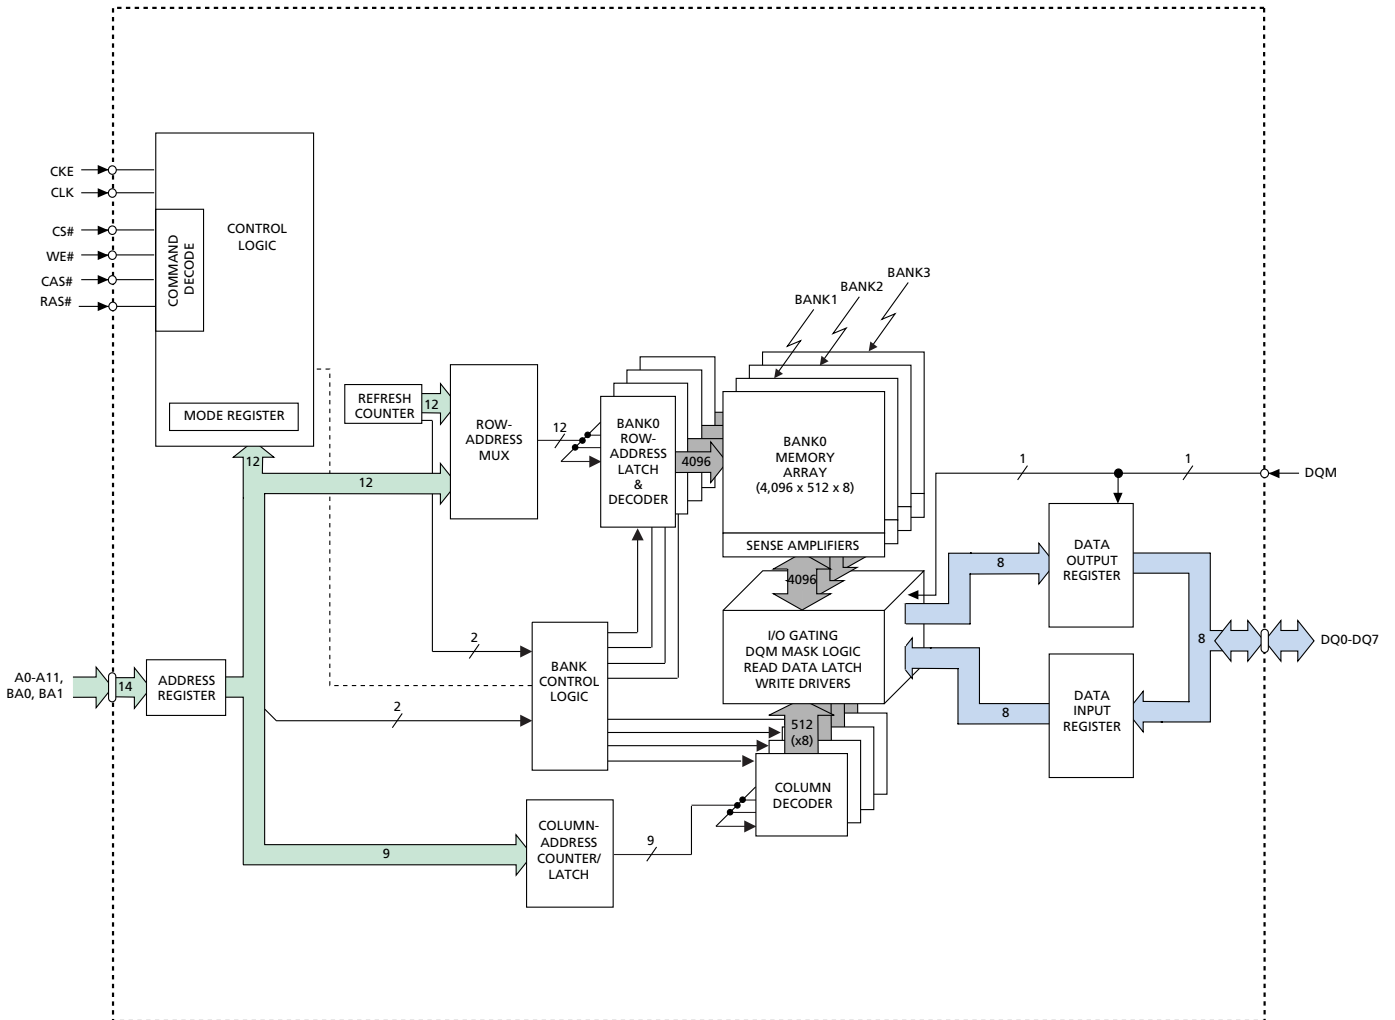 CKE
CLK
CS#
WE#
CAS#
RAS#
COMMAND
DECODE
CONTROL
LOGIC
MODE REGISTER
BANK1
BANK2
BANK3
REFRESH
COUNTER
12
ROW-
ADDRESS
MUX
12
BANK0
ROW-
ADDRESS
LATCH
&
DECODER
4096
BANK0
MEMORY
ARRAY
(4,096 x 512 x 8)
SENSE AMPLIFIERS
12
12
1
1
DQM
DATA
OUTPUT
REGISTER
8
4096
I/O GATING
DQM MASK LOGIC
READ DATA LATCH
WRITE DRIVERS
8
DQ0-DQ7
2
BANK
CONTROL
LOGIC
A0-A11,
BA0, BA1
14
ADDRESS
REGISTER
2
8
DATA
INPUT
REGISTER
512
(x8)
COLUMN
DECODER
9
COLUMN-
ADDRESS
COUNTER/
LATCH
9